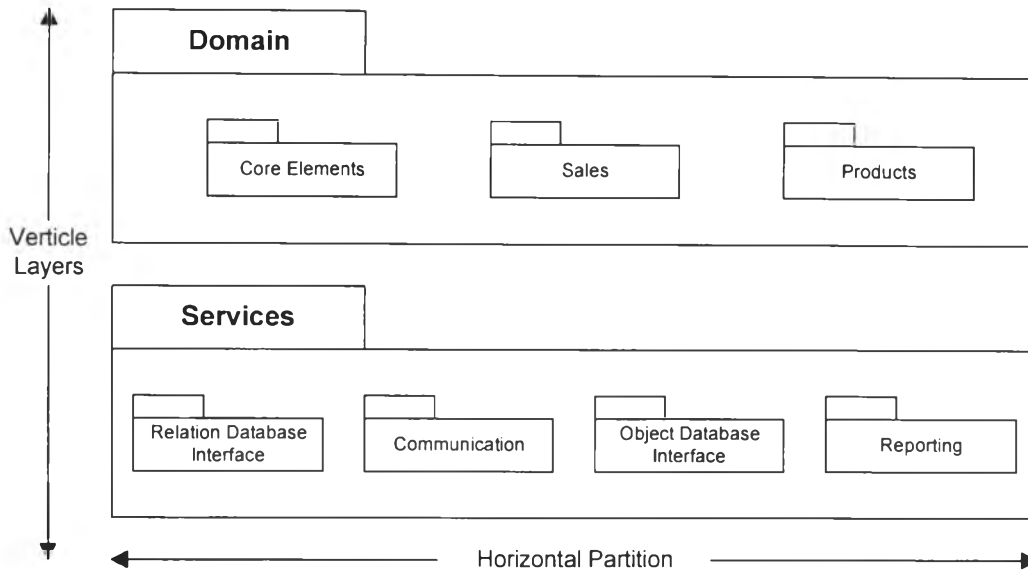 Domain
Core Elements
Sales
Products
Verticle
Layers
Services
Relation Database
Interface
Communication
Object Database
Interface
Reporting
Horizontal Partition